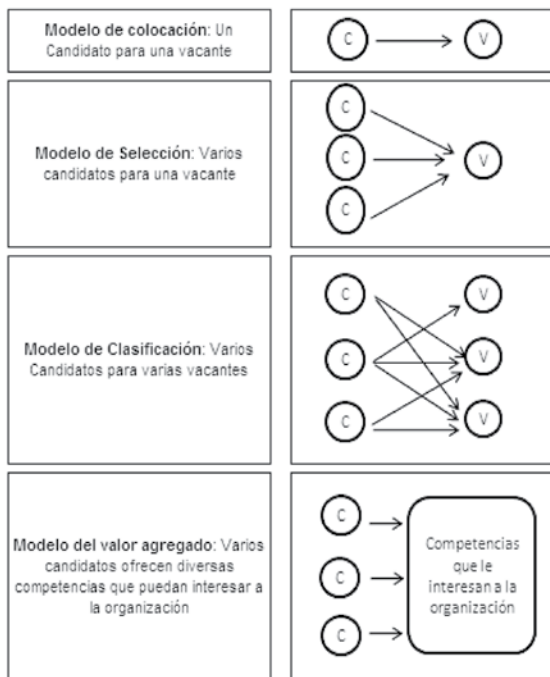 Modelo de colocación: Un
Candidato para una vacante
C
V
Modelo de Selección: Varios
candidatos para una vacante
C
C
C
V
Modelo de Clasificación: Varios
Candidatos para varias vacantes
C
C
C
V
V
V
Modelo del valor agregado: Varios
candidatos ofrecen diversas
competencias que puedan interesar a
la organización
C
C
C
Competencias
que le
interesan a la
organización